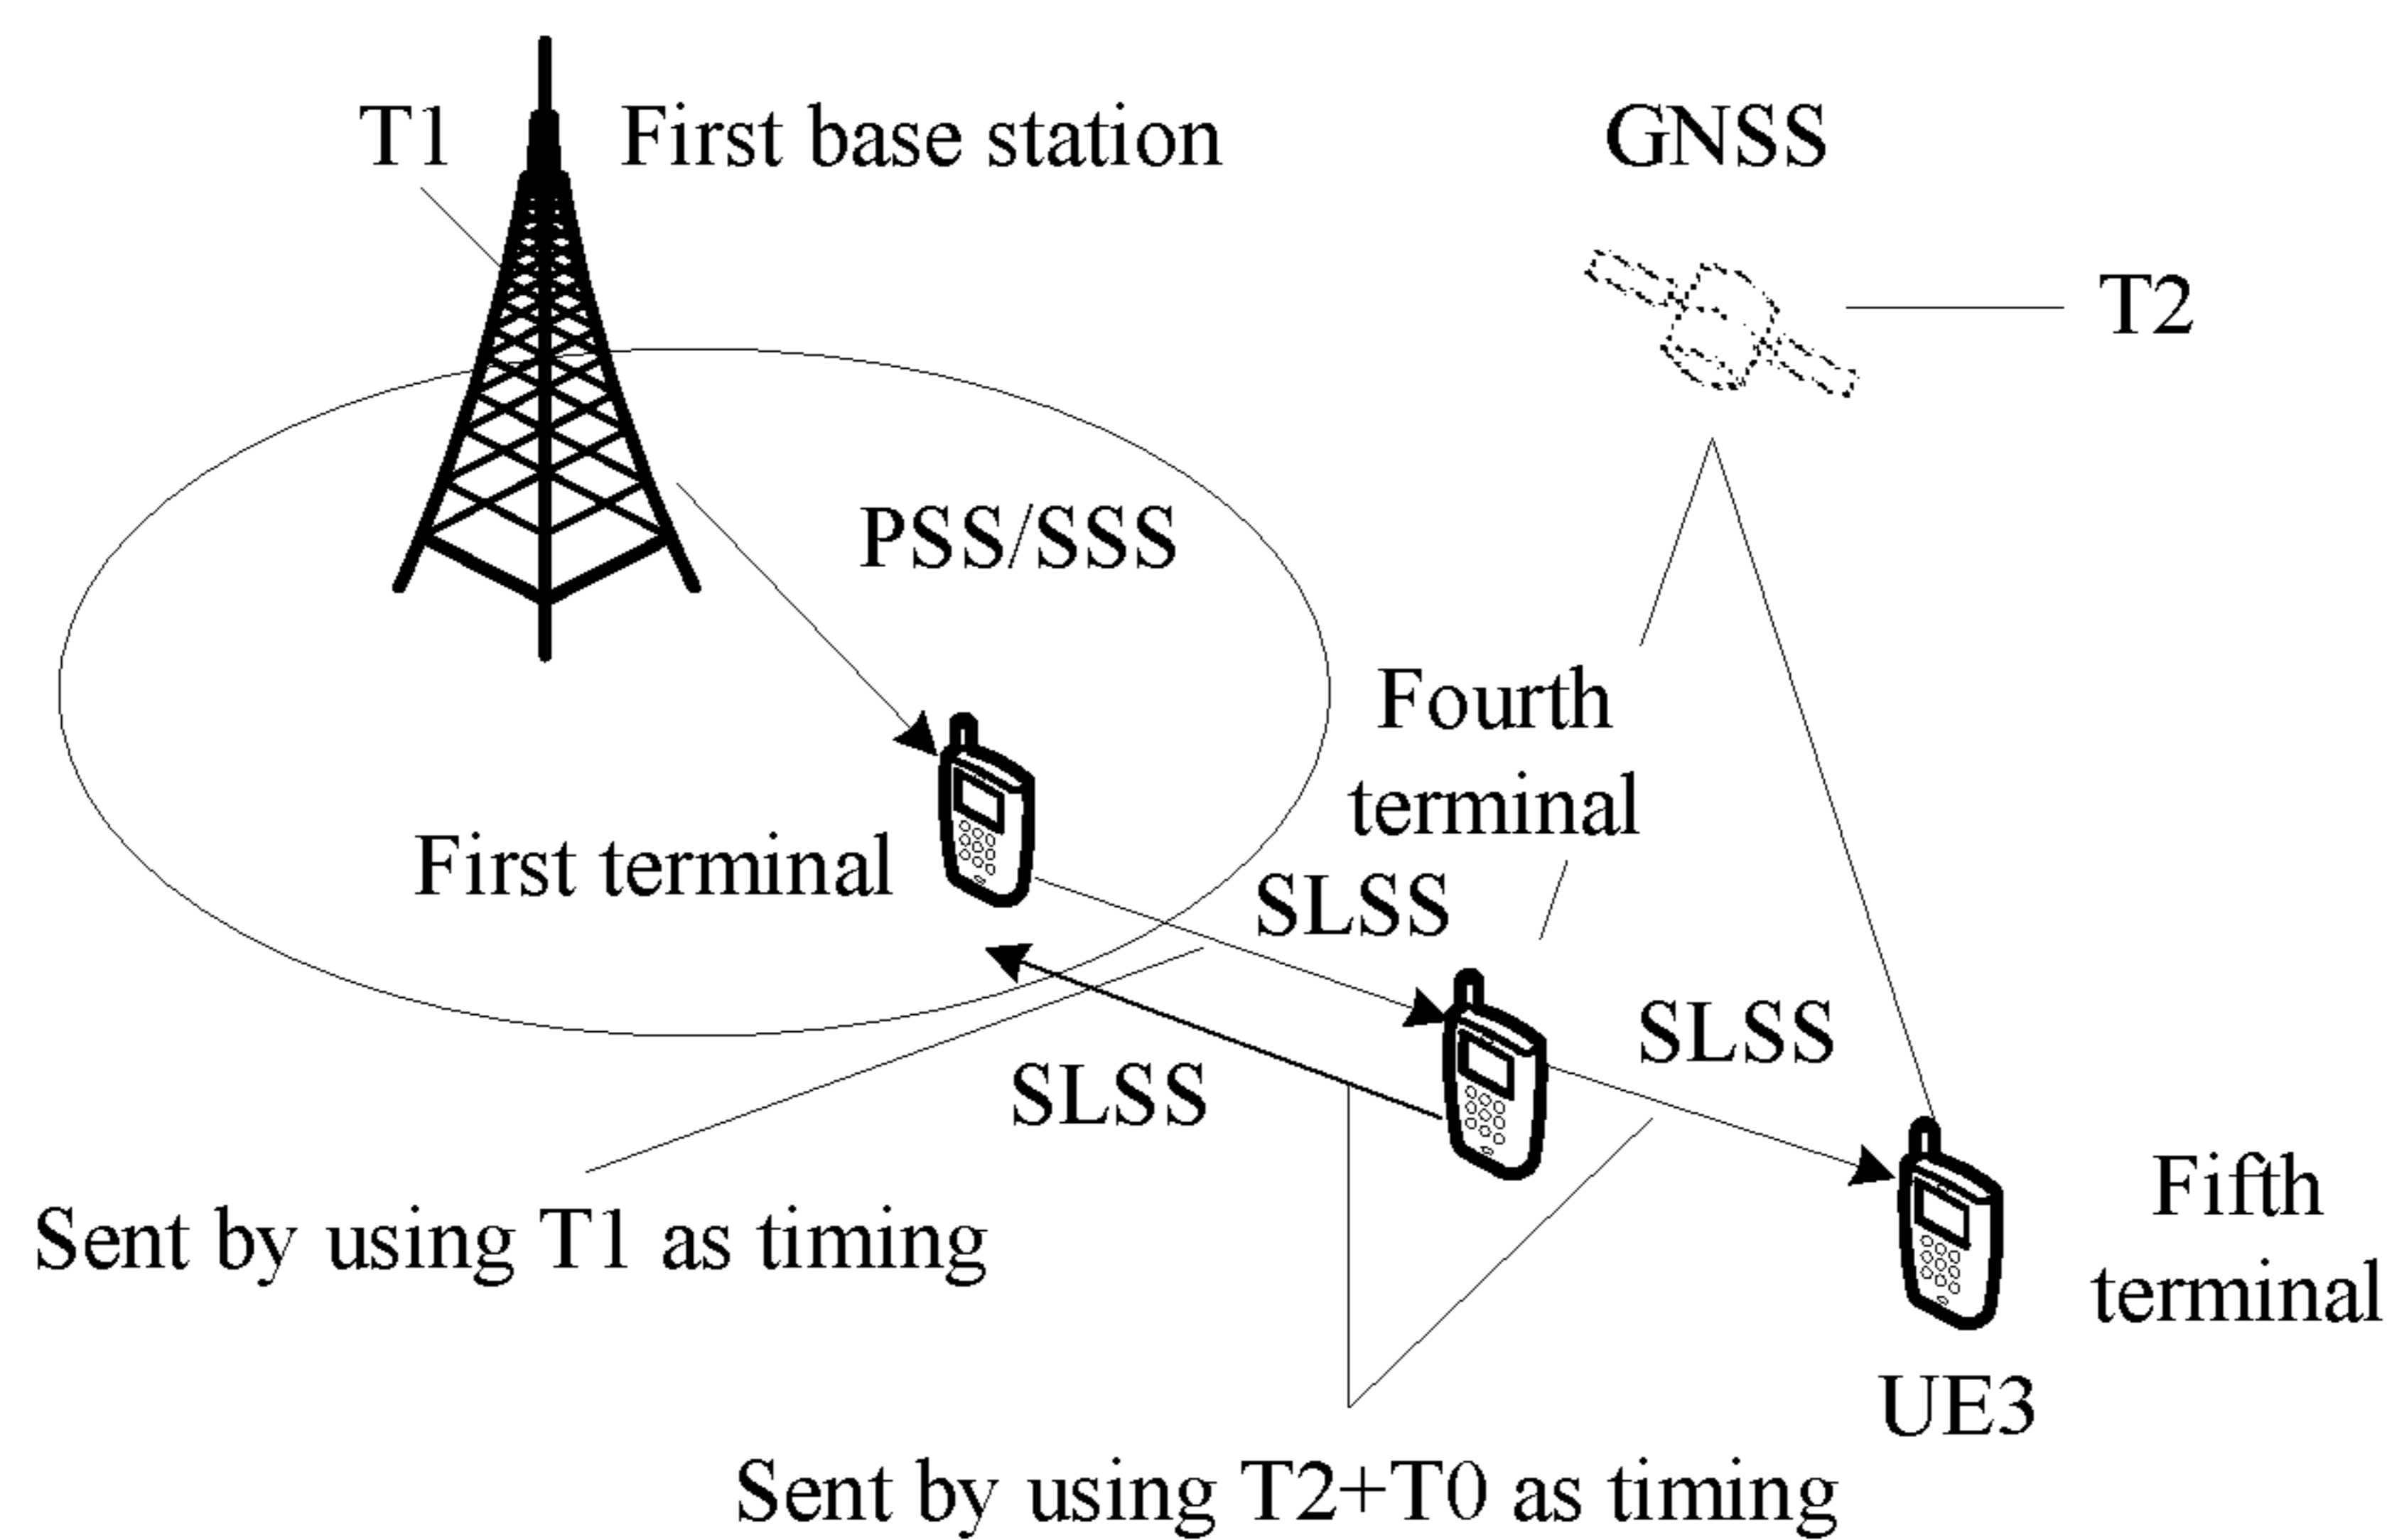 T1
First base station
GNSS
T2
PSS/SSS
Fourth
terminal
First terminal
SLSS
SLSS
SLSS
Sent by using T1 as timing
Fifth
terminal
UE3
Sent by using T2+T0 as timing